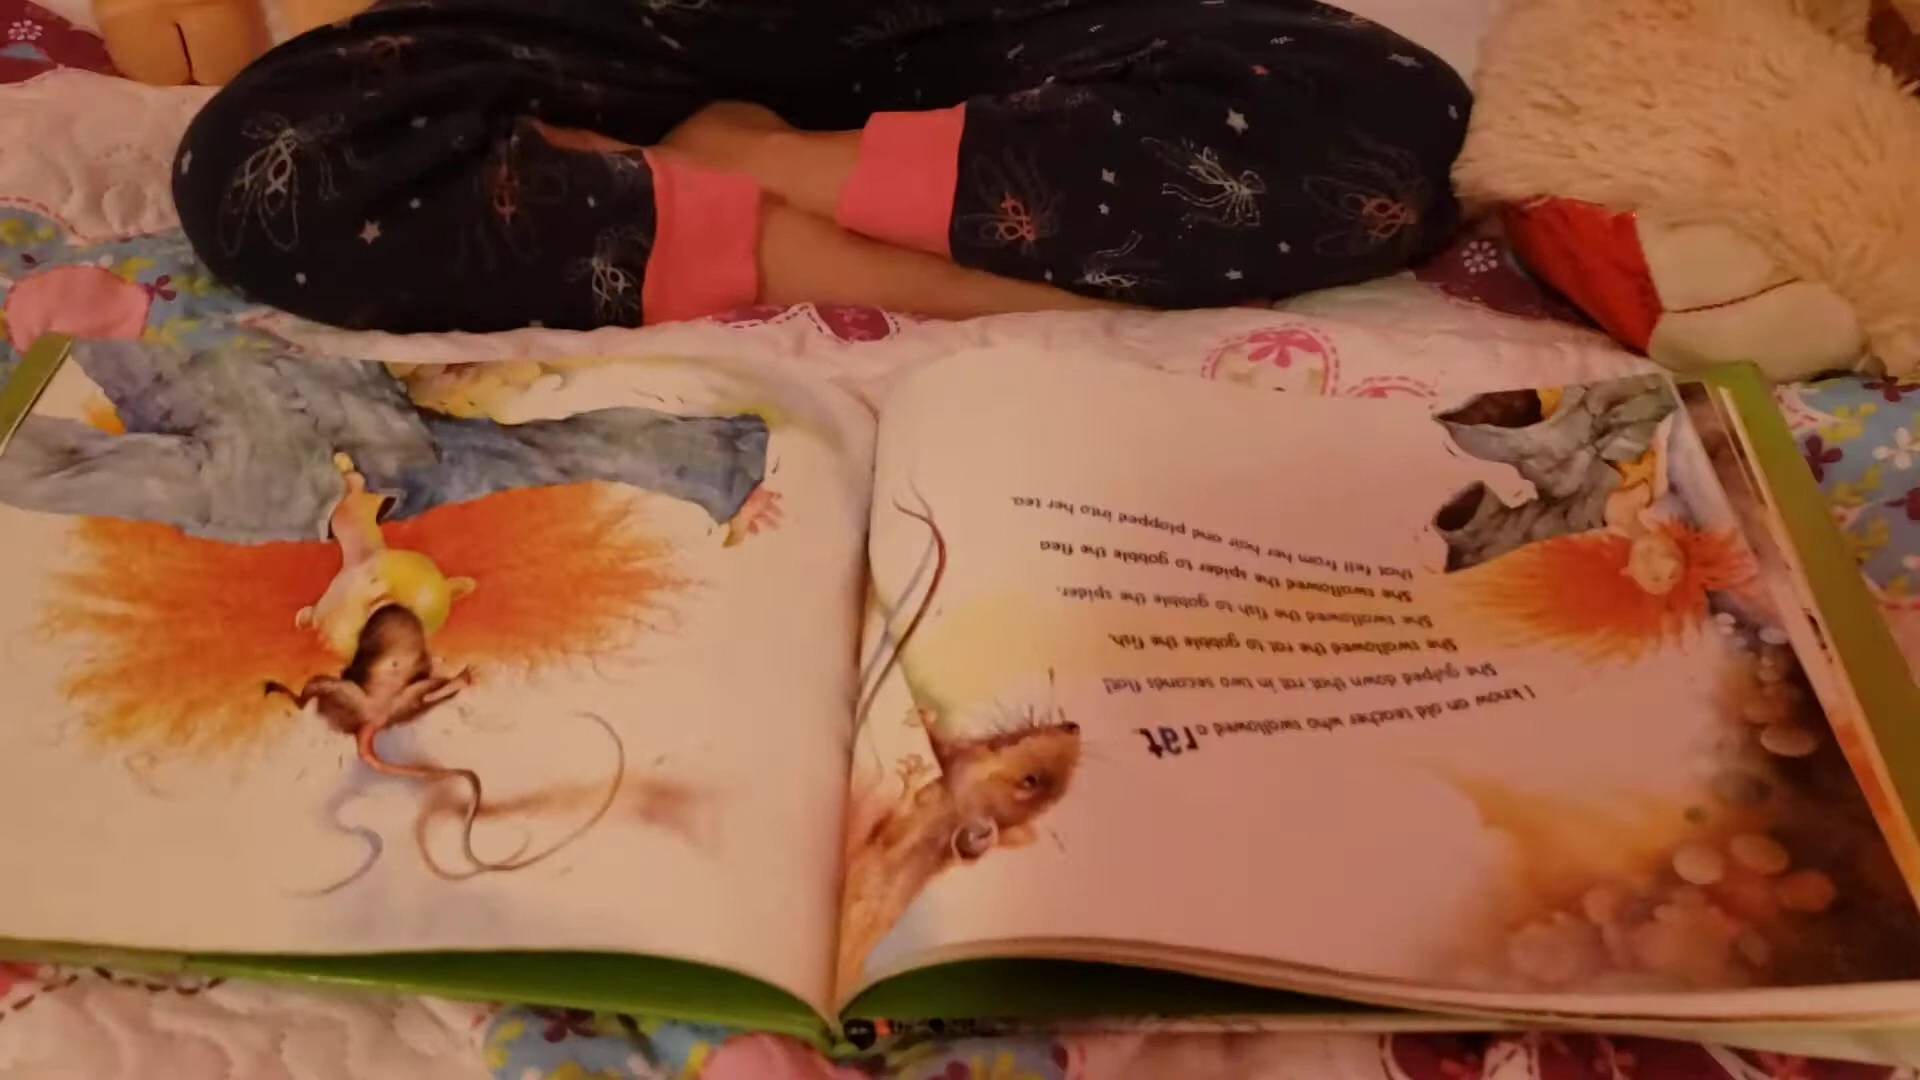 I know an old teacher who swallowed a rat.
She gulped down that rat in two seconds flat!
She swallowed the rat to gobble the fish.
She swallowed the fish to gobble the spider.
She swallowed the spider to gobble the flea
that fell from her hair and plopped into her tea.